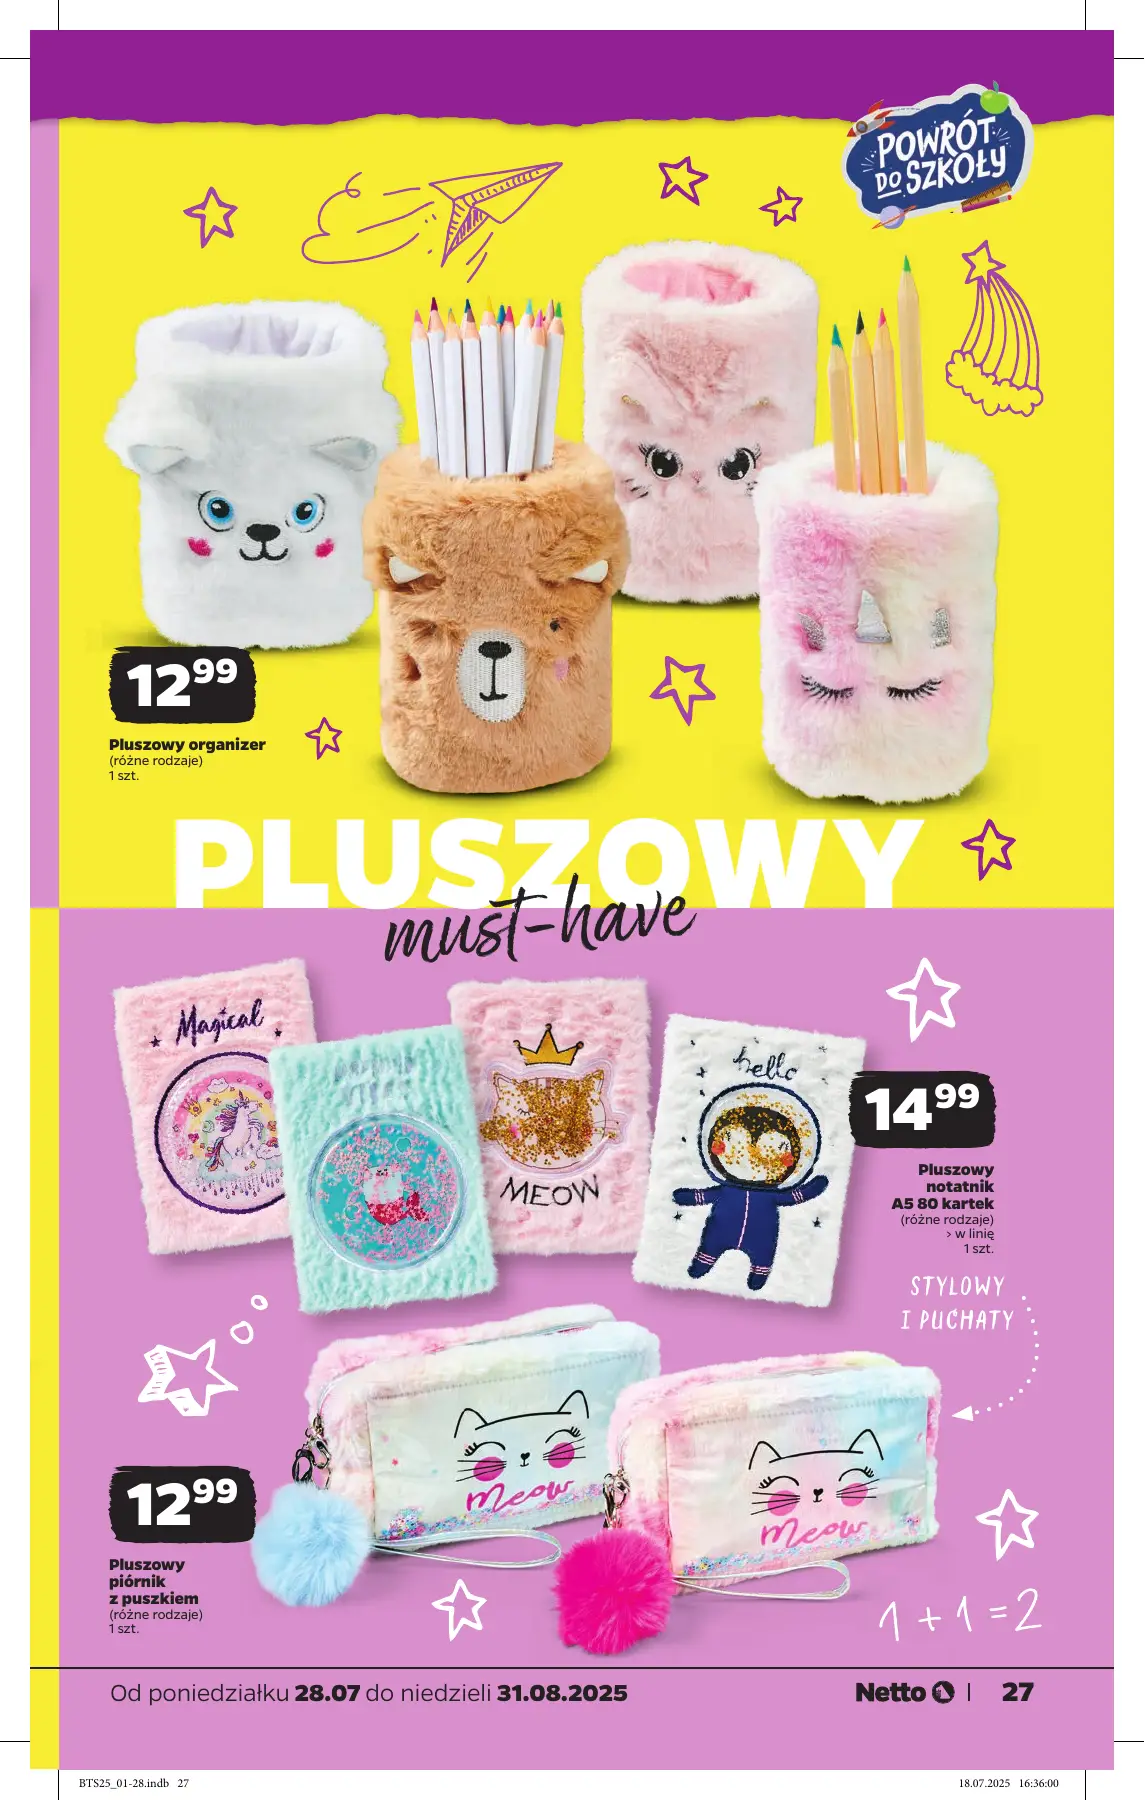 POWRÓT
DO SZKOŁY
12 99
Pluszowy organizer
(różne rodzaje)
1 szt.
PLUSZOWY
must-have
Magical
MEOW
hello
14 99
Pluszowy
notatnik
A5 80 kartek
(różne rodzaje)
> w linię
1 szt.
STYLOWY
I PUCHATY
meow
meow
12 99
Pluszowy
piórnik
z puszkiem
(różne rodzaje)
1 szt.
1 + 1 = 2
Od poniedziałku 28.07 do niedzieli 31.08.2025
Netto | 27
BTS25_01-28.indb 27
18.07.2025 16:36:00